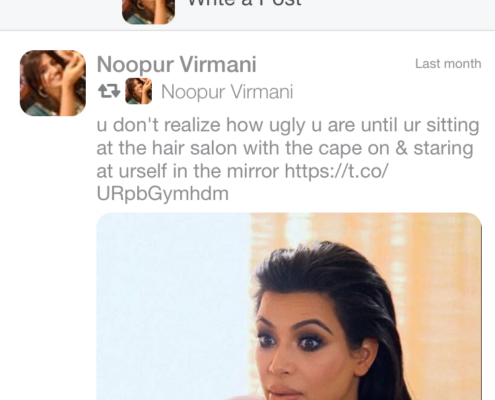 Write a Post
Noopur Virmani
Last month
Noopur Virmani
u don't realize how ugly u are until ur sitting
at the hair salon with the cape on & staring
at urself in the mirror https://t.co/
URpbGymhdm